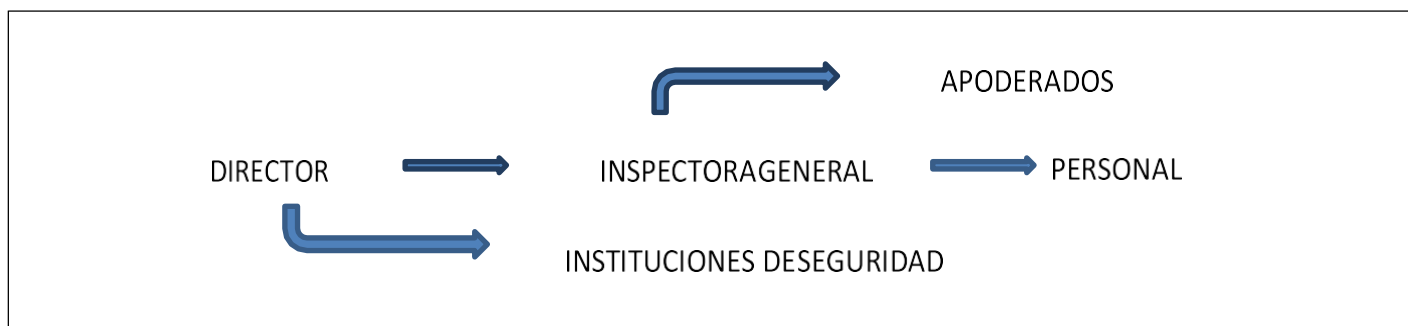 APODERADOS
DIRECTOR INSPECTORAGENERAL PERSONAL
INSTITUCIONES DESEGURIDAD